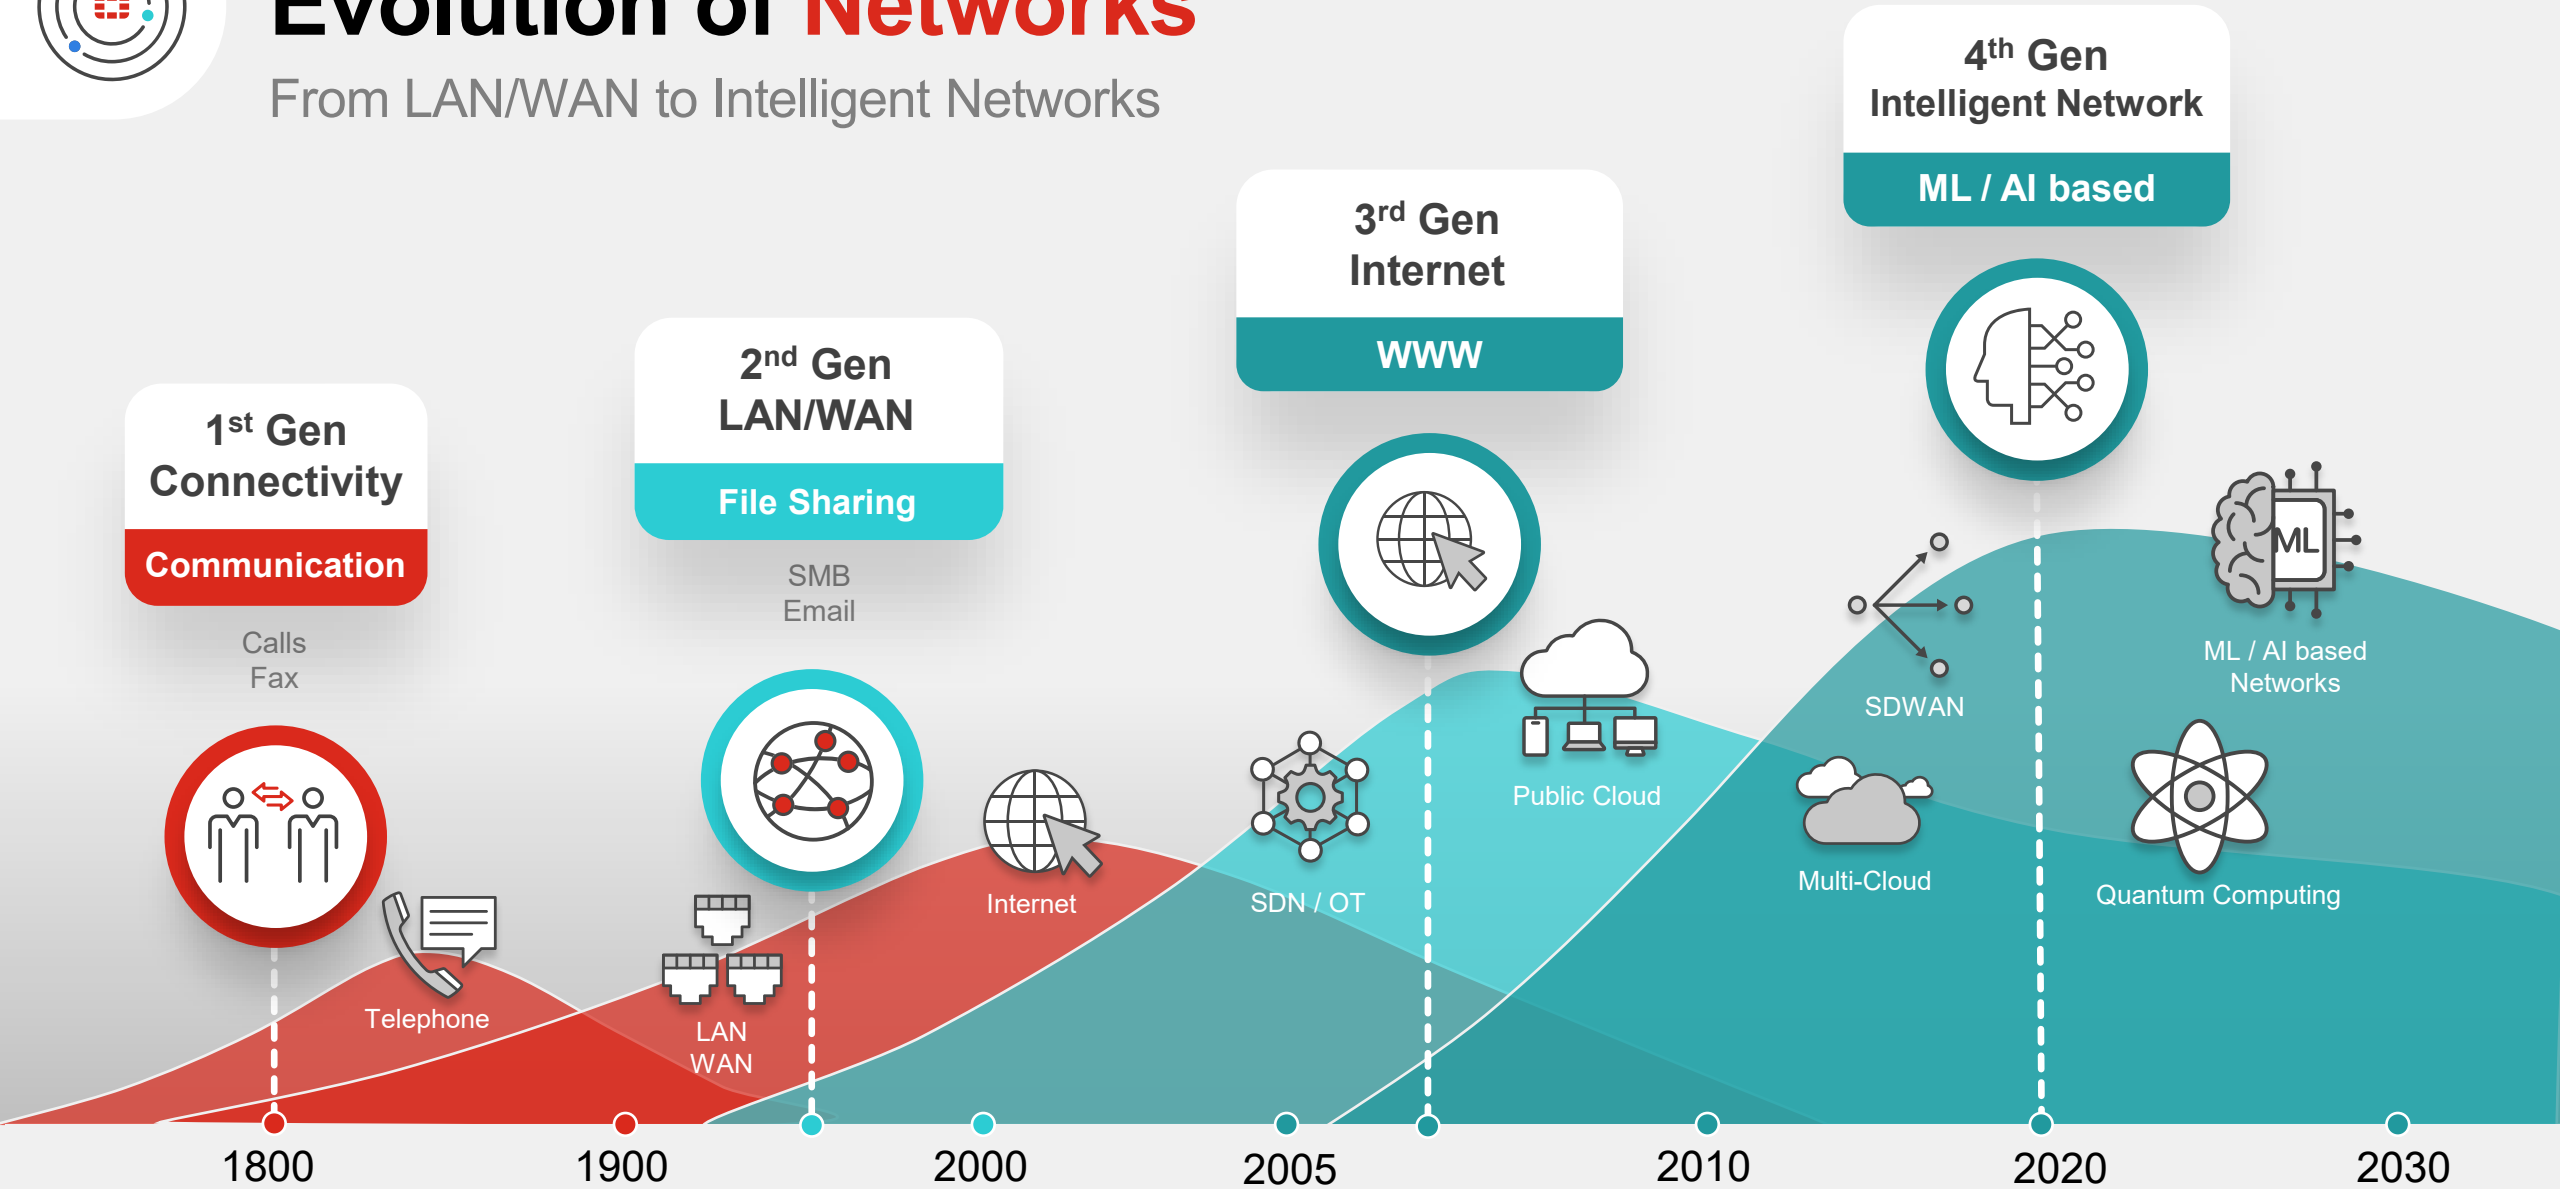 Evolution of Networks
From LAN/WAN to Intelligent Networks
1st Gen
Connectivity
Communication
Calls
Fax
2nd Gen
LAN/WAN
File Sharing
SMB
Email
3rd Gen
Internet
WWW
4th Gen
Intelligent Network
ML / AI based
Telephone
LAN
WAN
Internet
SDN / OT
Public Cloud
SDWAN
Multi-Cloud
ML
ML / AI based
Networks
Quantum Computing
1800
1900
2000
2005
2010
2020
2030